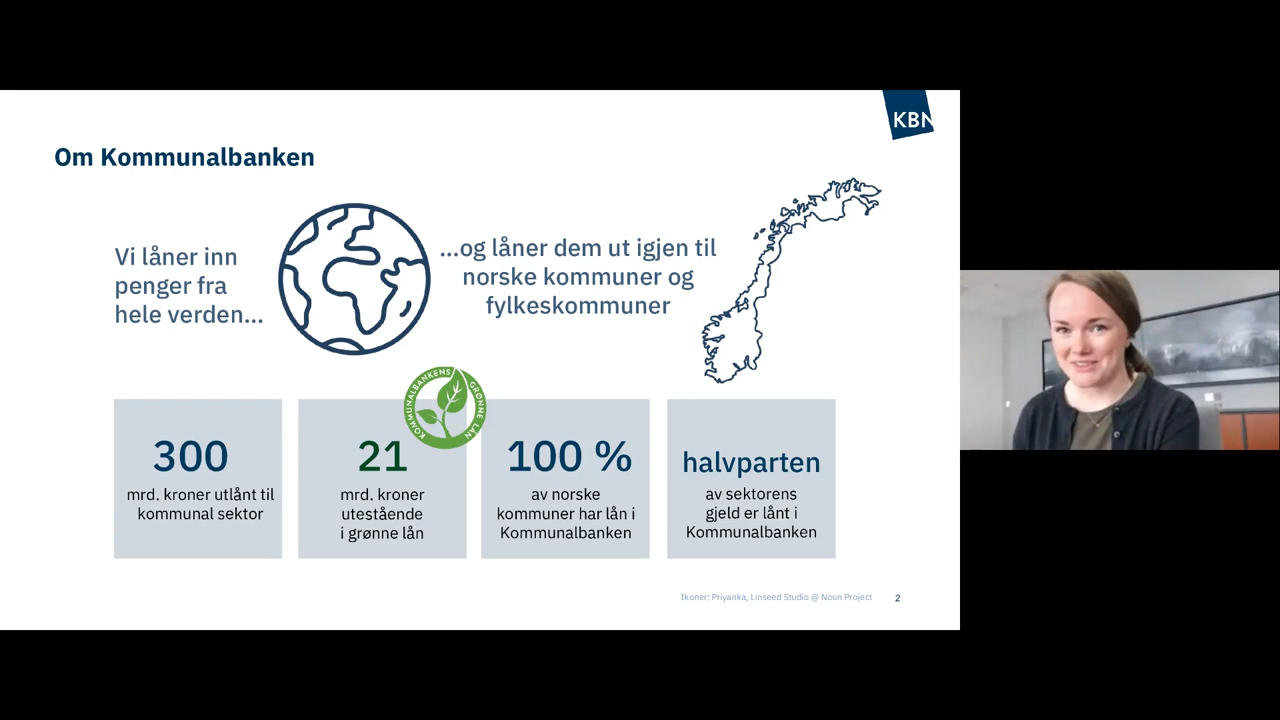 KBN
Om Kommunalbanken
Vi låner inn
penger fra
hele verden...
...og låner dem ut igjen til
norske kommuner og
fylkeskommuner
KOMMUNALBANKENS GRØNNE LÅN
300
mrd. kroner utlånt til
kommunal sektor
21
mrd. kroner
utestående
i grønne lån
100 %
av norske
kommuner har lån i
Kommunalbanken
halvparten
av sektorens
gjeld er lånt i
Kommunalbanken
Ikoner: Priyanka, Linseed Studio @ Noun Project
2